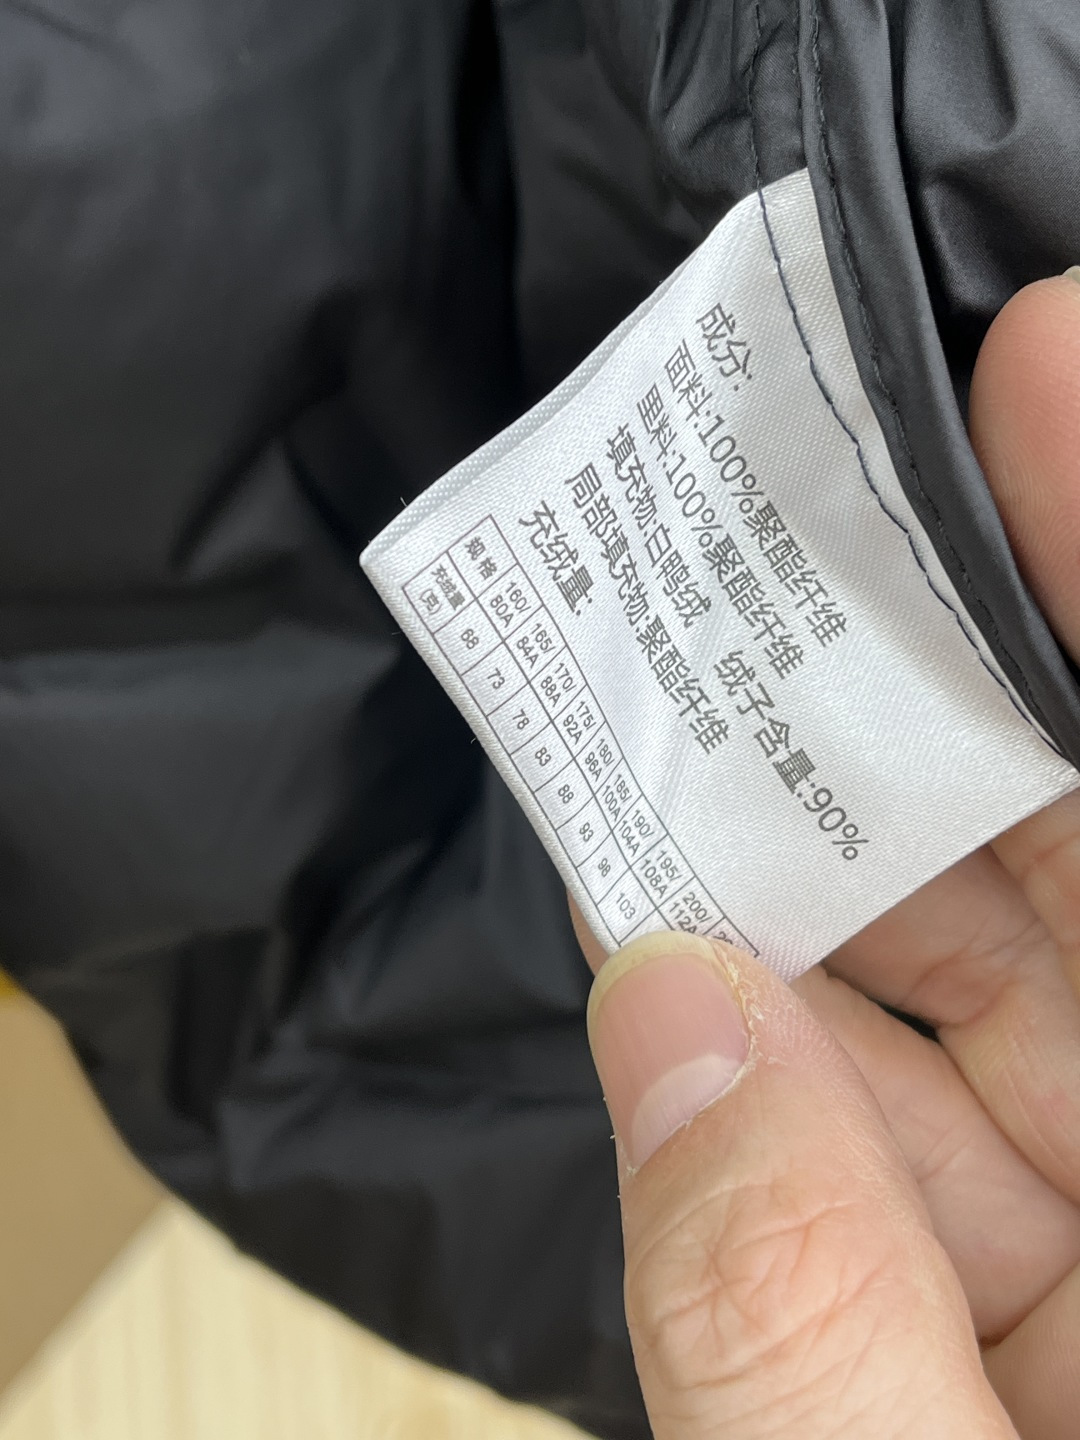 成分:
面料:100%聚酯纤维
里料:100%聚酯纤维
填充物:白鸭绒 绒子含量:90%
局部填充物:聚酯纤维
充绒量:
规格 160/80A 165/84A 170/88A 175/92A 180/96A 185/100A 190/104A 195/108A 200/112A
充绒量(克) 68 73 78 83 88 93 98 103